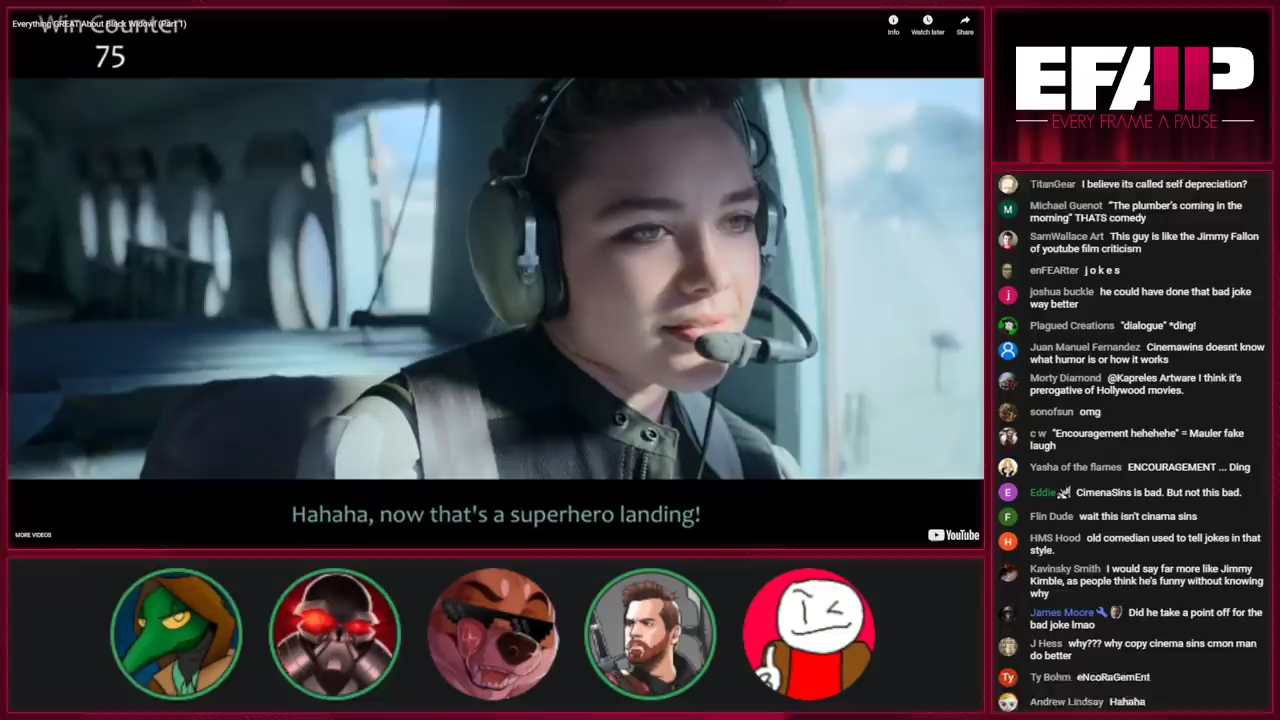 Everything GREAT About Black Widow! (Part 1)
Win Counter
75
Info
Watch later
Share
Hahaha, now that's a superhero landing!
MORE VIDEOS
YouTube
EFAP
EVERY FRAME A PAUSE
TitanGear I believe its called self depreciation?
Michael Guenot "The plumber's coming in the
morning" THATS comedy
SamWallace Art This guy is like the Jimmy Fallon
of youtube film criticism
enFEARter j o k e s
joshua buckle he could have done that bad joke
way better
Plagued Creations "dialogue" *ding!
Juan Manuel Fernandez Cinemawins doesnt know
what humor is or how it works
Morty Diamond @Kapreles Artware I think it's
prerogative of Hollywood movies.
sonofsun omg
c w "Encouragement hehehehe" = Mauler fake
laugh
Yasha of the flames ENCOURAGEMENT ... Ding
Eddie CimenaSins is bad. But not this bad.
Flin Dude wait this isn't cinama sins
HMS Hood old comedian used to tell jokes in that
style.
Kavinsky Smith I would say far more like Jimmy
Kimble, as people think he's funny without knowing
why
James Moore Did he take a point off for the
bad joke lmao
J Hess why??? why copy cinema sins cmon man
do better
Ty Bohm eNcoRaGemEnt
Andrew Lindsay Hahaha